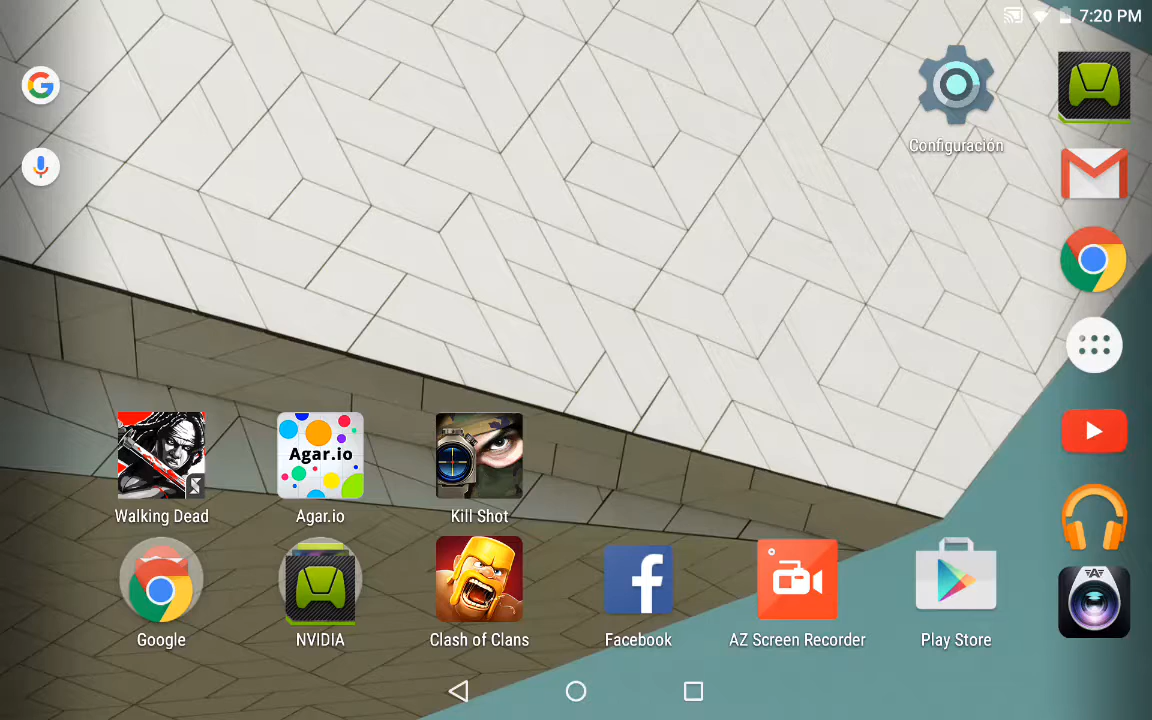 7:20 PM
Configuración
Agar.io
Walking Dead
Agar.io
Kill Shot
Google
NVIDIA
Clash of Clans
Facebook
AZ Screen Recorder
Play Store